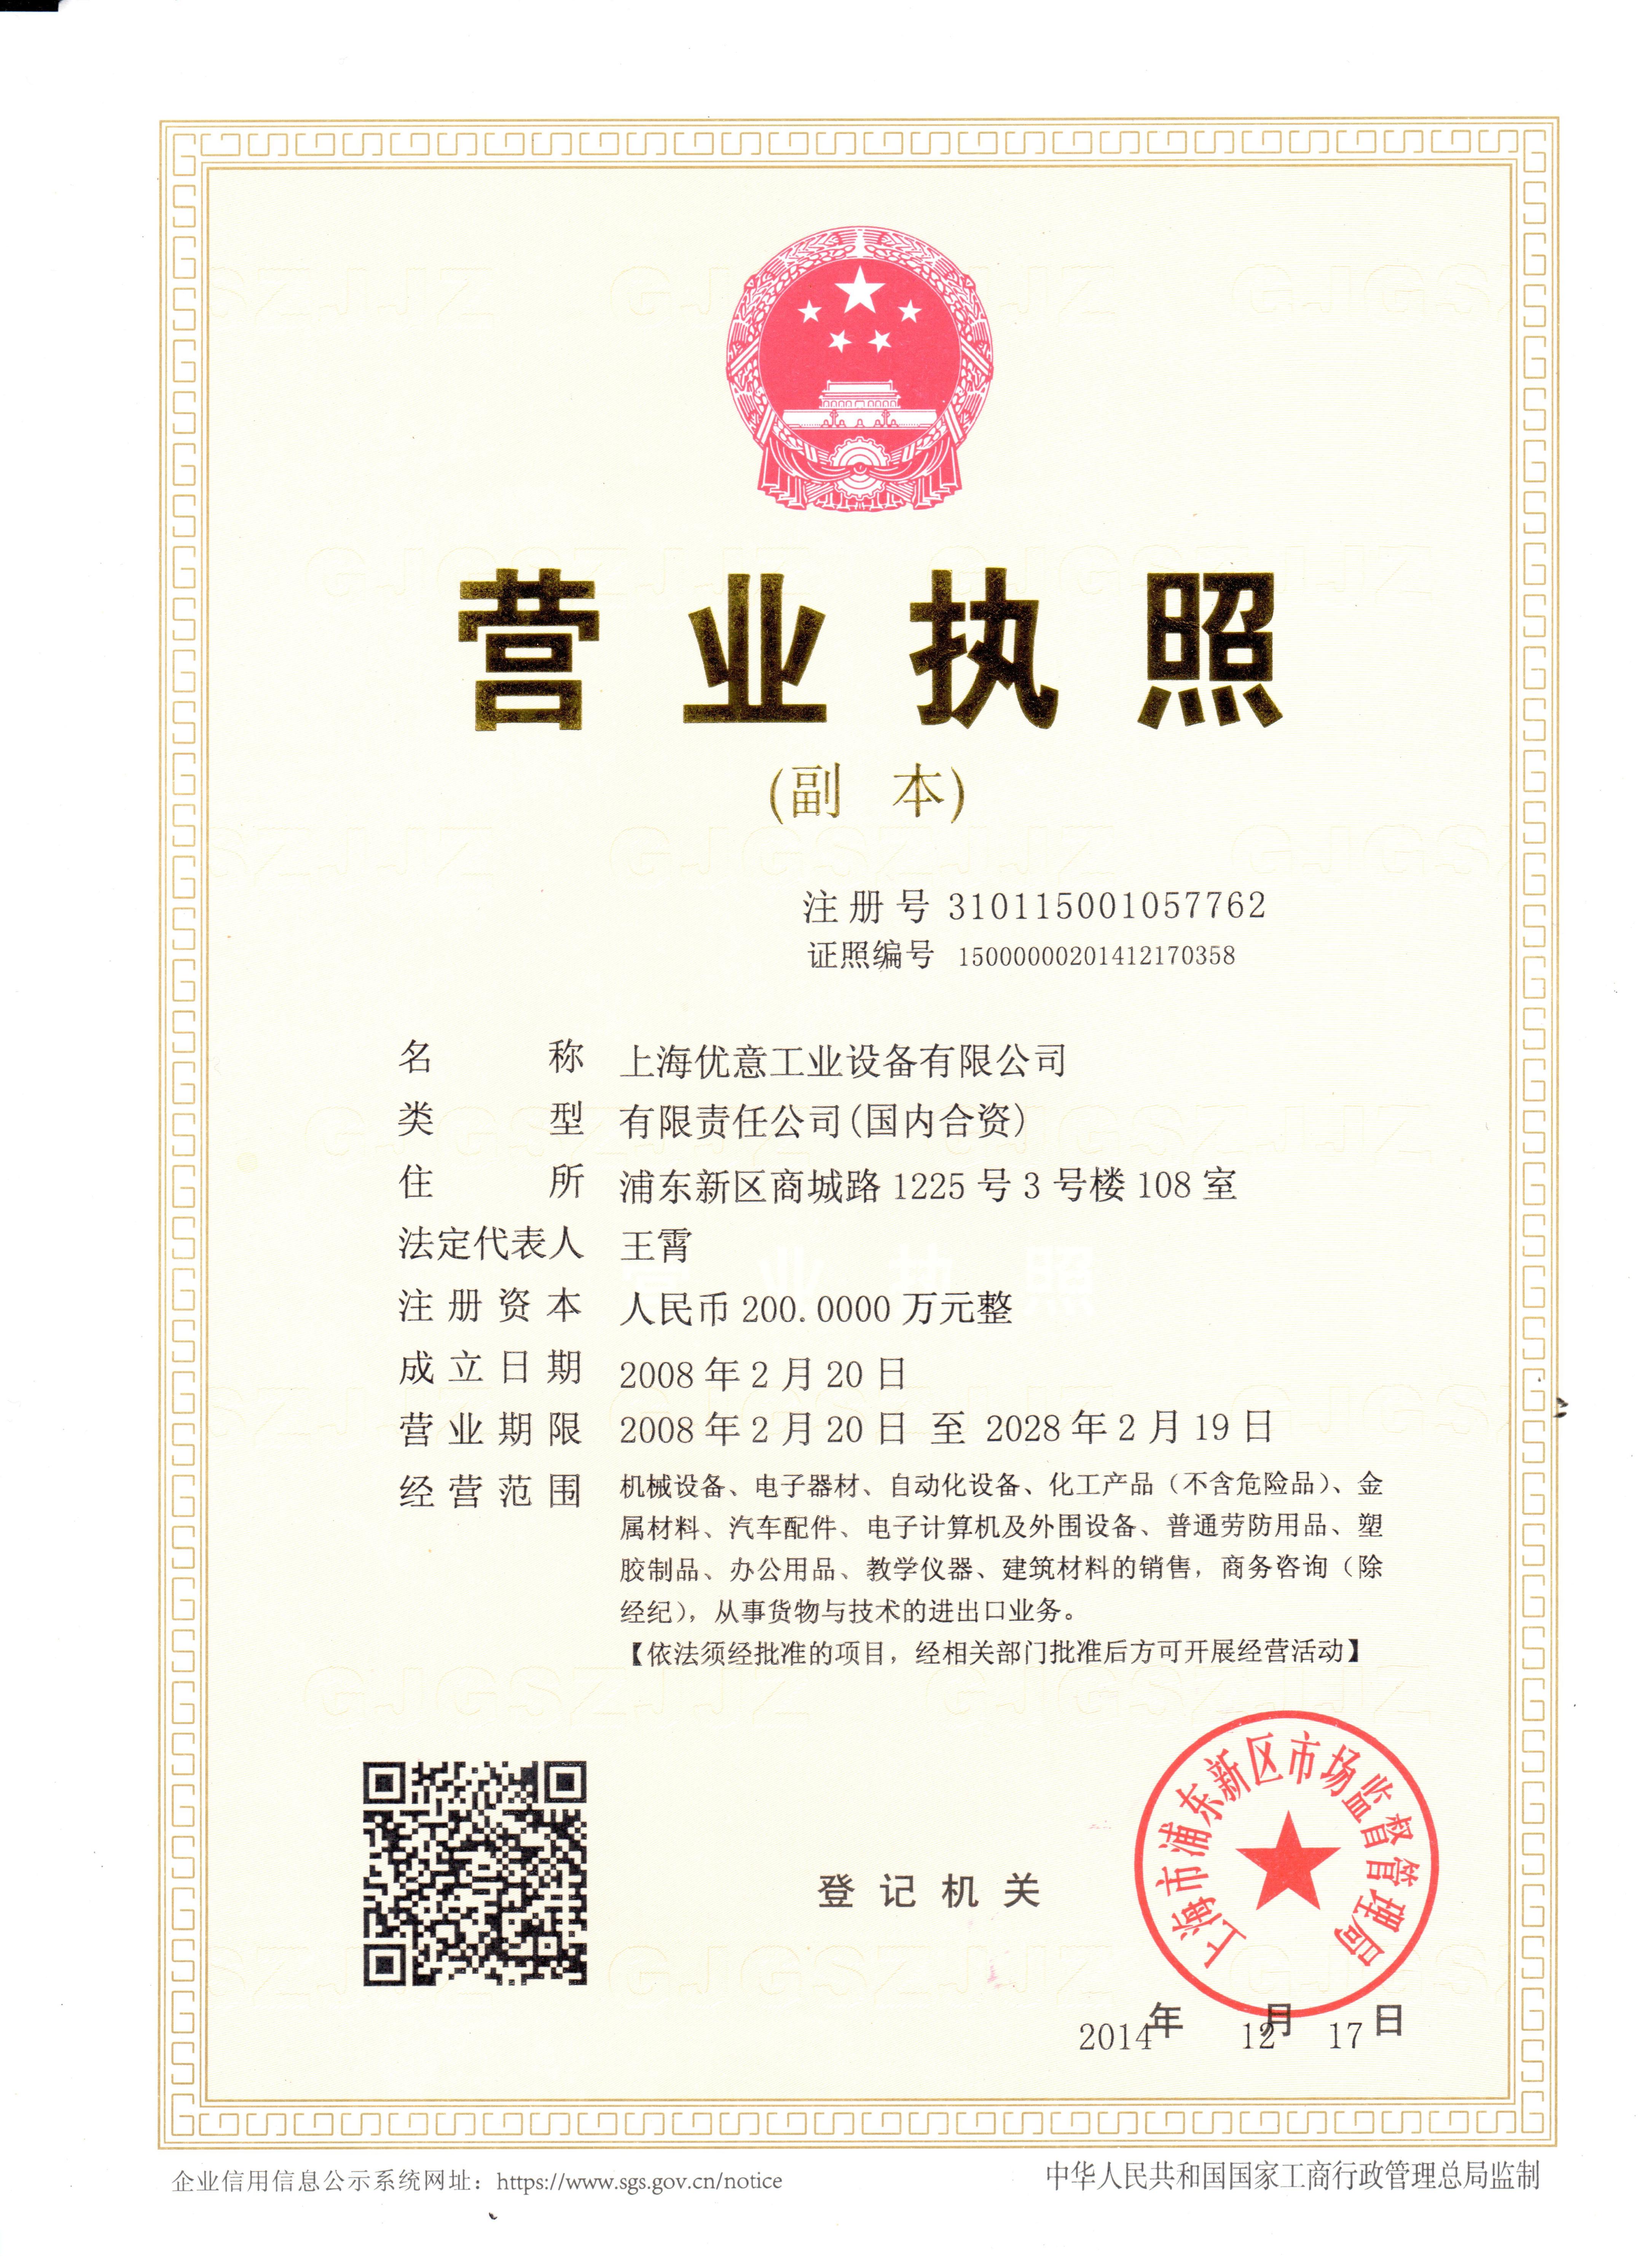 营业执照
(副 本)
注册号 310115001057762
证照编号 15000000201412170358
名称 上海优意工业设备有限公司
类型 有限责任公司(国内合资)
住所 浦东新区商城路 1225 号 3 号楼 108 室
法定代表人 王霄
注册资本 人民币 200.0000 万元整
成立日期 2008 年 2 月 20 日
营业期限 2008 年 2 月 20 日 至 2028 年 2 月 19 日
经营范围 机械设备、电子器材、自动化设备、化工产品（不含危险品）、金
属材料、汽车配件、电子计算机及外围设备、普通劳防用品、塑
胶制品、办公用品、教学仪器、建筑材料的销售，商务咨询（除
经纪），从事货物与技术的进出口业务。
【依法须经批准的项目，经相关部门批准后方可开展经营活动】
上海市浦东新区市场监督管理局
登记机关
2014年 12月 17日
企业信用信息公示系统网址：https://www.sgs.gov.cn/notice
中华人民共和国国家工商行政管理总局监制